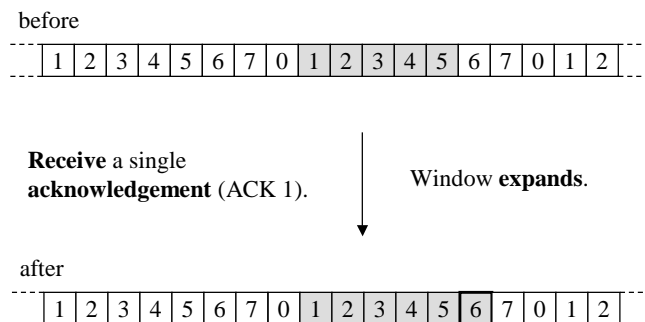 before
1 2 3 4 5 6 7 0 1 2 3 4 5 6 7 0 1 2
Receive a single
acknowledgement (ACK 1).
Window expands.
after
1 2 3 4 5 6 7 0 1 2 3 4 5 6 7 0 1 2